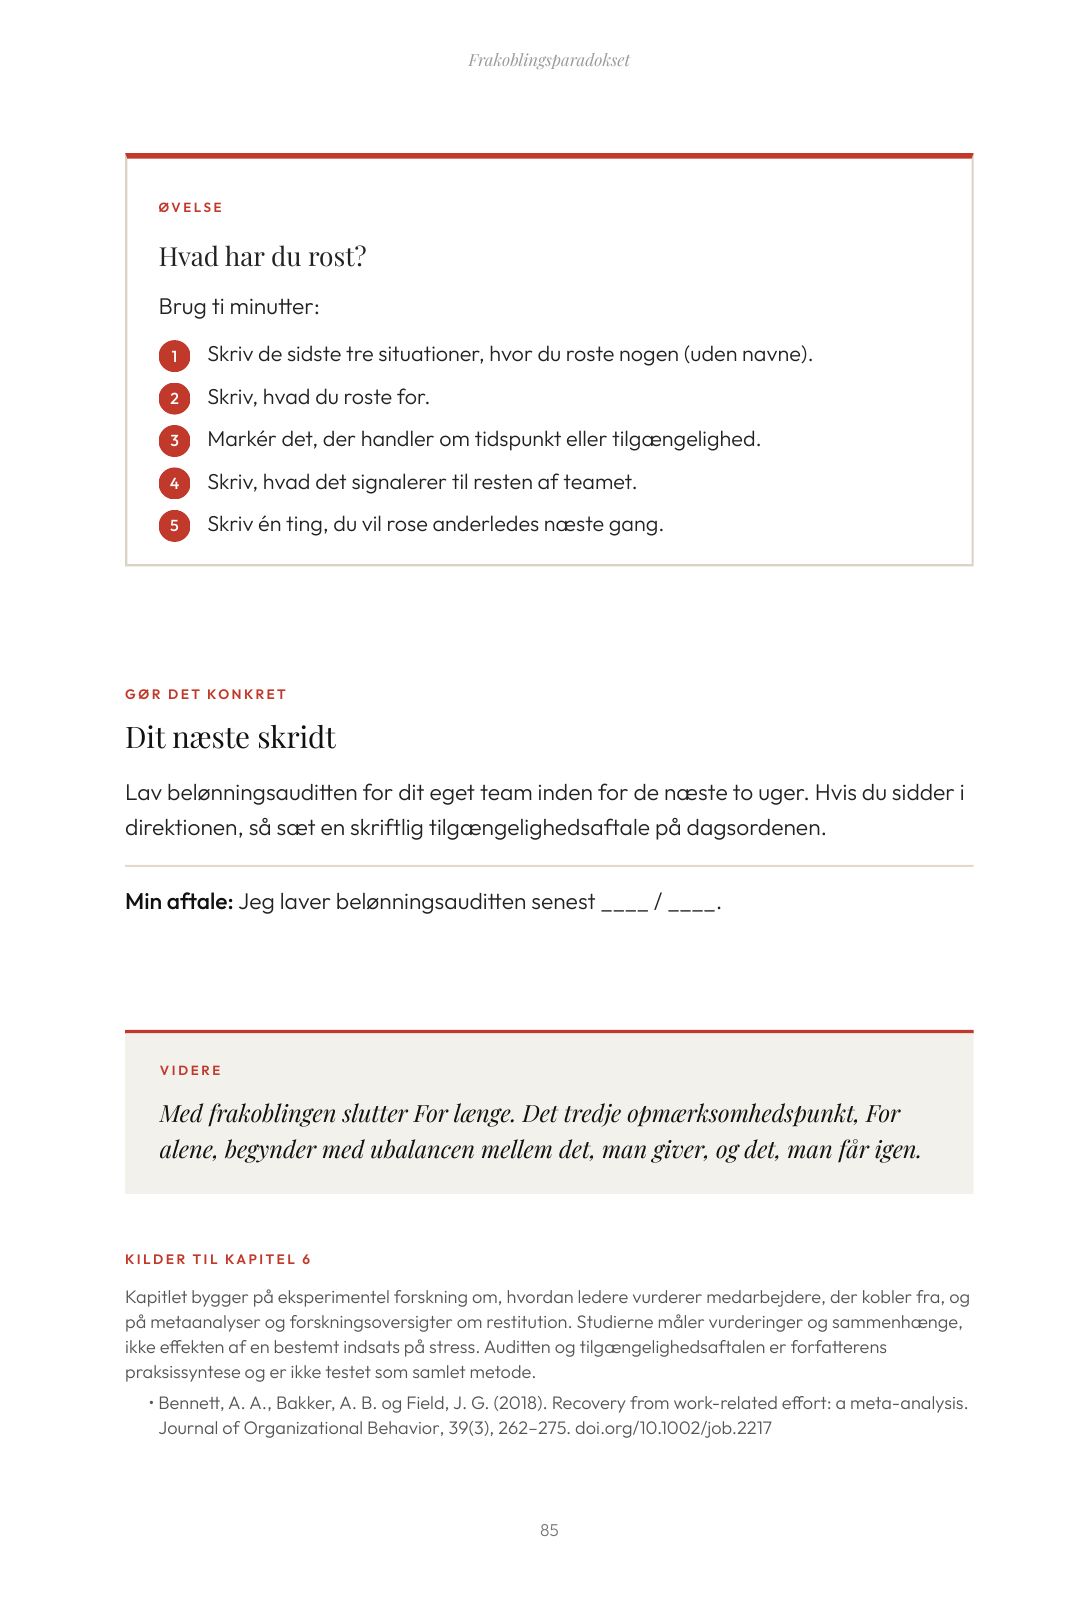 Frakoblingsparadokset
ØVELSE
Hvad har du rost?
Brug ti minutter:
1 Skriv de sidste tre situationer, hvor du roste nogen (uden navne).
2 Skriv, hvad du roste for.
3 Markér det, der handler om tidspunkt eller tilgængelighed.
4 Skriv, hvad det signalerer til resten af teamet.
5 Skriv én ting, du vil rose anderledes næste gang.
GØR DET KONKRET
Dit næste skridt
Lav belønningsauditten for dit eget team inden for de næste to uger. Hvis du sidder i
direktionen, så sæt en skriftlig tilgængelighedsaftale på dagsordenen.
Min aftale: Jeg laver belønningsauditten senest ____ / ____.
VIDERE
Med frakoblingen slutter For længe. Det tredje opmærksomhedspunkt, For
alene, begynder med ubalancen mellem det, man giver, og det, man får igen.
KILDER TIL KAPITEL 6
Kapitlet bygger på eksperimentel forskning om, hvordan ledere vurderer medarbejdere, der kobler fra, og
på metaanalyser og forskningsoversigter om restitution. Studierne måler vurderinger og sammenhænge,
ikke effekten af en bestemt indsats på stress. Auditten og tilgængelighedsaftalen er forfatterens
praksissyntese og er ikke testet som samlet metode.
• Bennett, A. A., Bakker, A. B. og Field, J. G. (2018). Recovery from work-related effort: a meta-analysis.
Journal of Organizational Behavior, 39(3), 262–275. doi.org/10.1002/job.2217
85